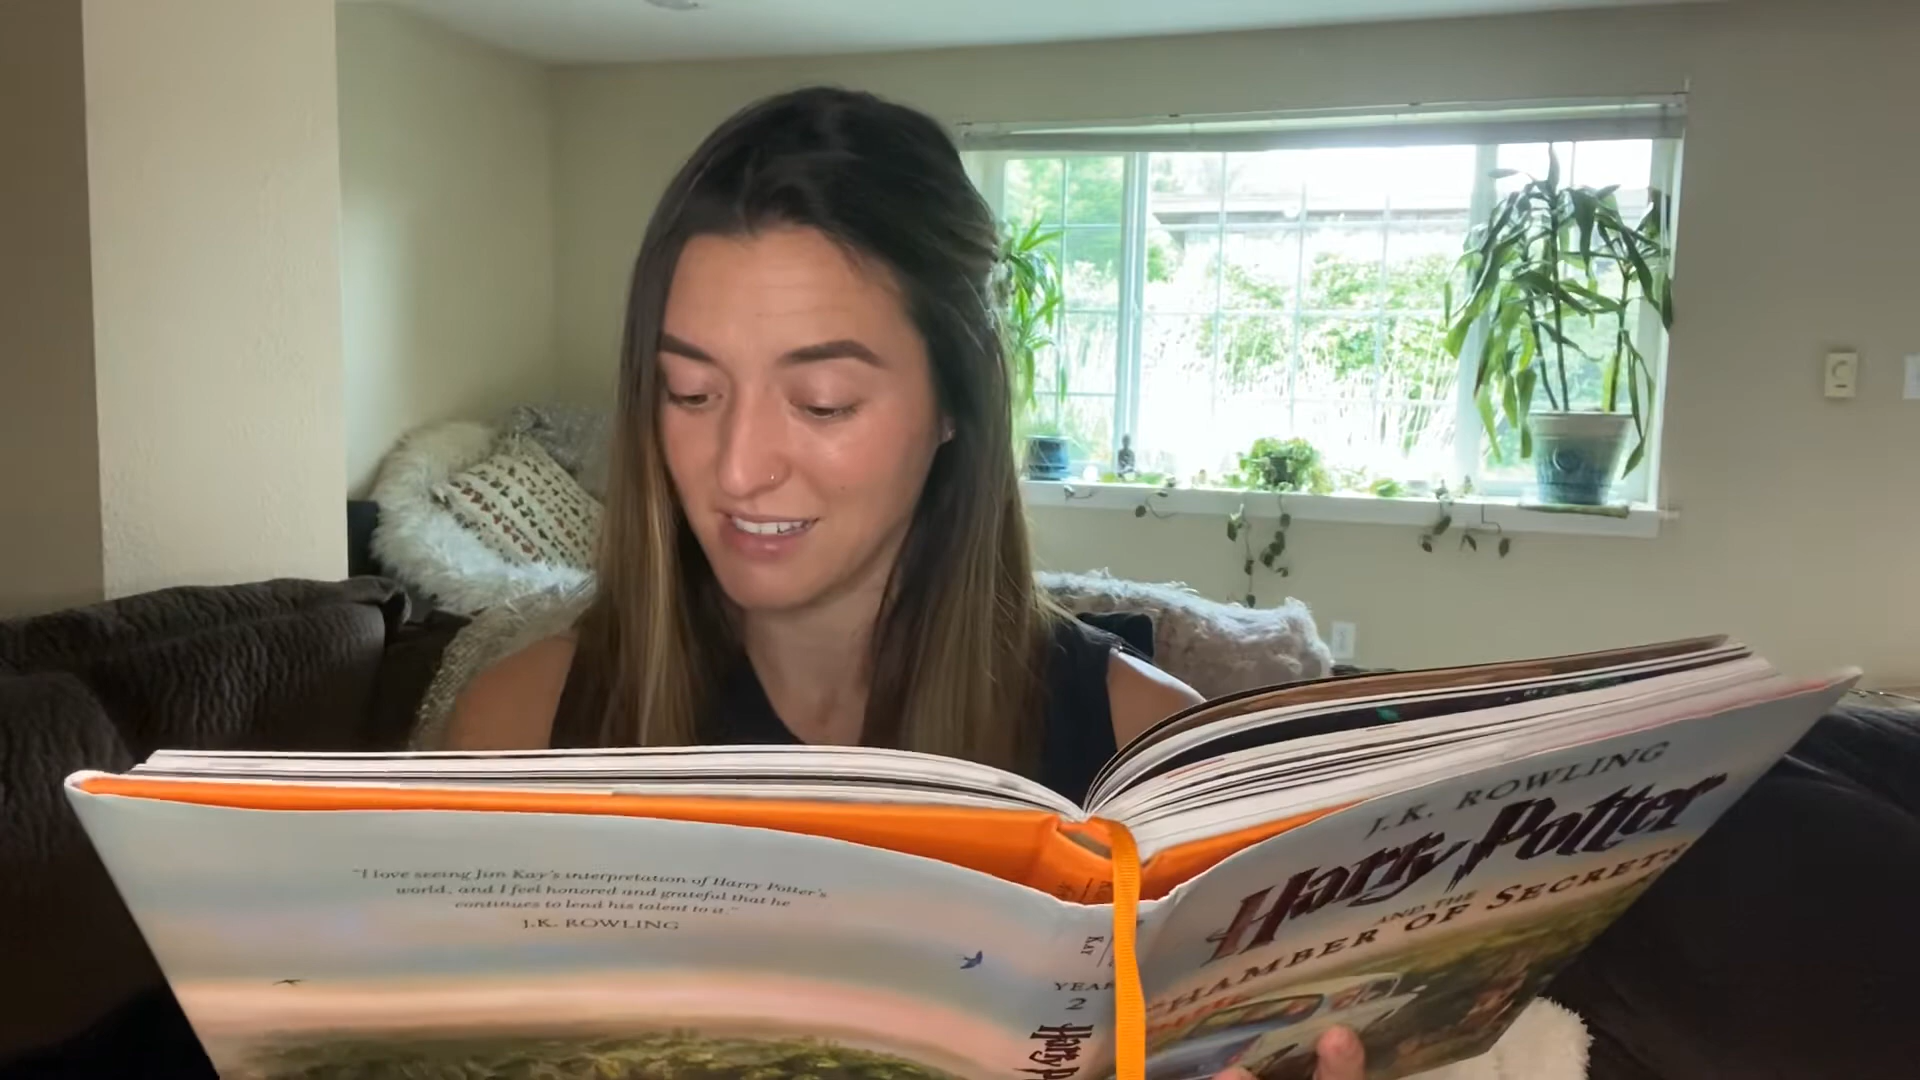 "I love seeing Jim Kay's interpretation of Harry Potter's
world, and I feel honored and grateful that he
continues to lend his talent to it."
J.K. ROWLING
KAY
YEAR
2
Harry P
J.K. ROWLING
Harry Potter
AND THE
CHAMBER OF SECRETS